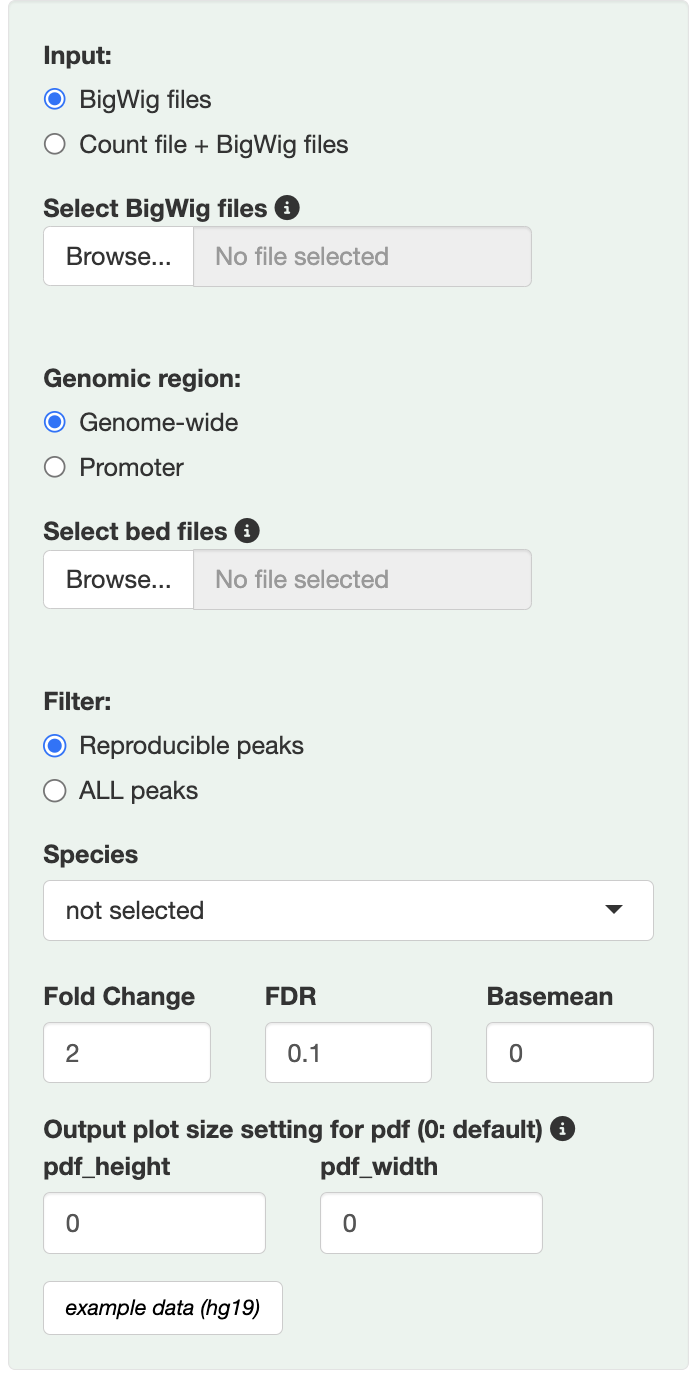 Input:
BigWig files
Count file + BigWig files
Select BigWig files
Browse... No file selected
Genomic region:
Genome-wide
Promoter
Select bed files
Browse... No file selected
Filter:
Reproducible peaks
ALL peaks
Species
not selected
Fold Change FDR Basemean
2 0.1 0
Output plot size setting for pdf (0: default)
pdf_height pdf_width
0 0
example data (hg19)